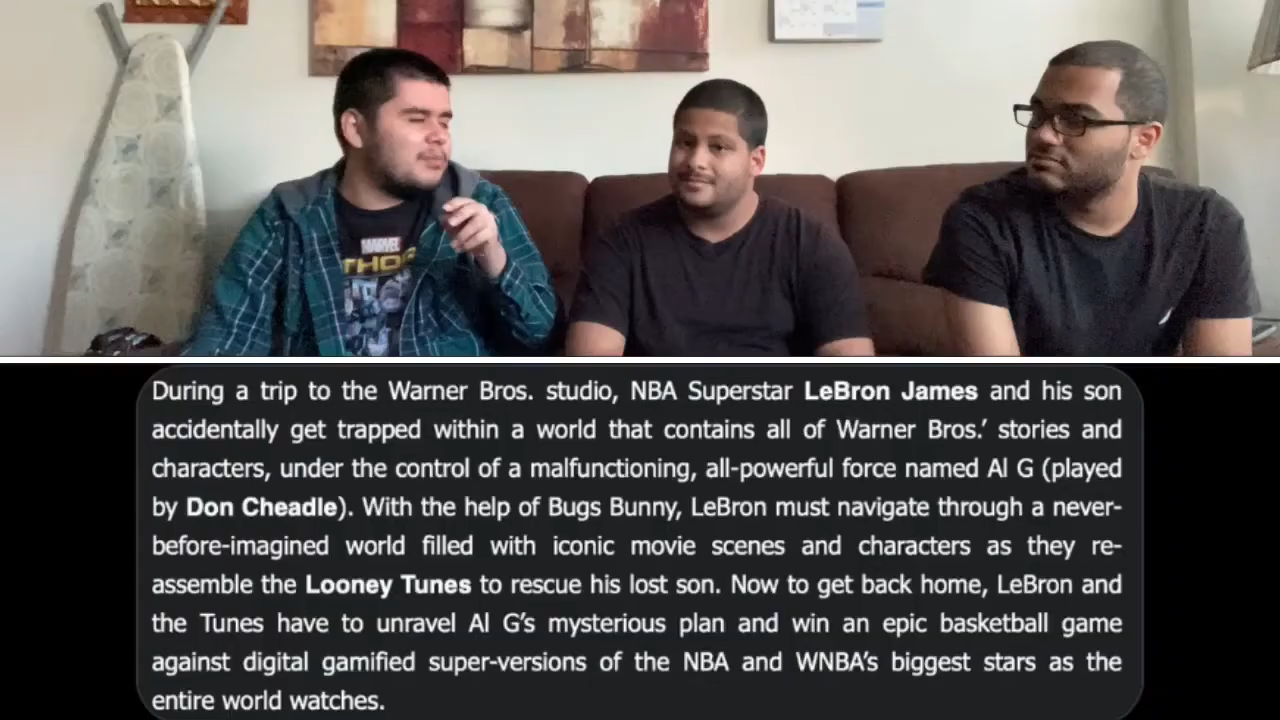 MARVEL
THOR
During a trip to the Warner Bros. studio, NBA Superstar LeBron James and his son
accidentally get trapped within a world that contains all of Warner Bros.’ stories and
characters, under the control of a malfunctioning, all-powerful force named Al G (played
by Don Cheadle). With the help of Bugs Bunny, LeBron must navigate through a never-
before-imagined world filled with iconic movie scenes and characters as they re-
assemble the Looney Tunes to rescue his lost son. Now to get back home, LeBron and
the Tunes have to unravel Al G’s mysterious plan and win an epic basketball game
against digital gamified super-versions of the NBA and WNBA’s biggest stars as the
entire world watches.